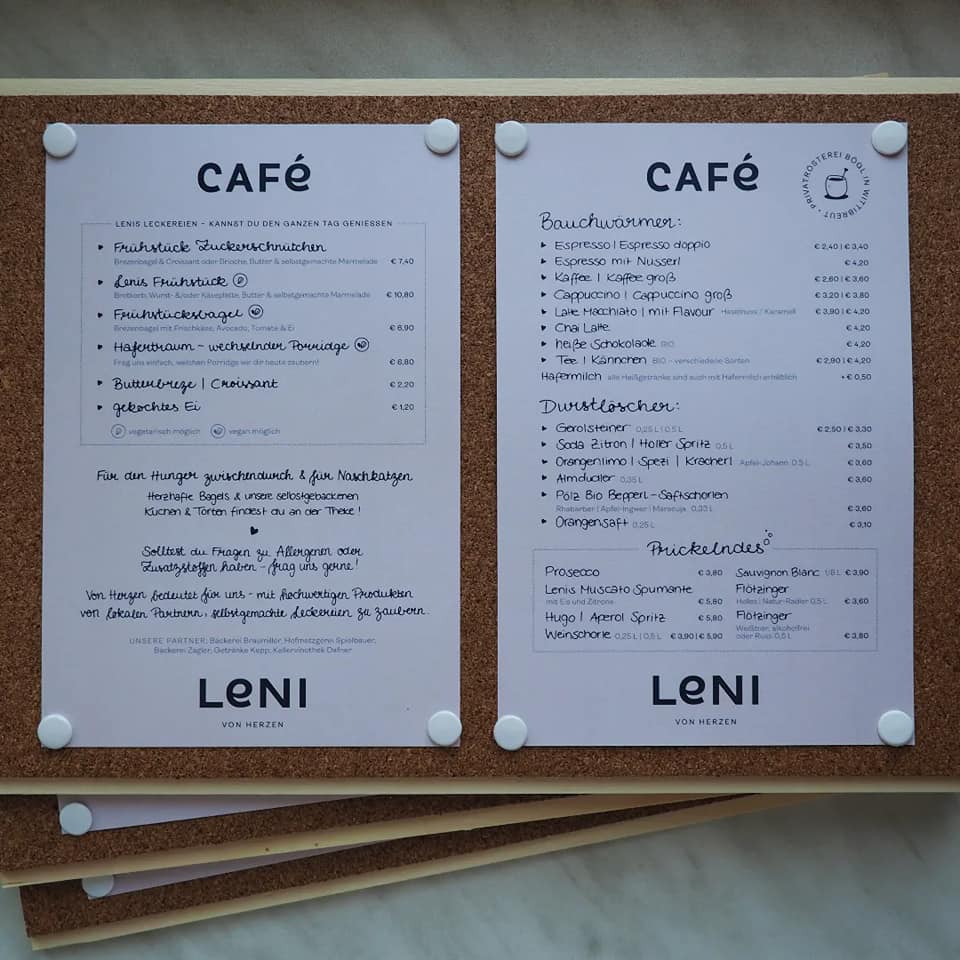 CAFé
LENIS LECKEREIEN - KANNST DU DEN GANZEN TAG GENIESSEN
Frühstück Zuckerschnütchen
Brezenbagel & Croissant oder Brioche, Butter & selbstgemachte Marmelade € 7,40
Lenis Frühstück
Brotkorb, Wurst- &/oder Käseplatte, Butter & selbstgemachte Marmelade € 10,80
Frühstücksbagel
Brezenbagel mit Frischkäse, Avocado, Tomate & Ei € 6,90
Hafertraum - wechselnder Porridge
Frag uns einfach, welchen Porridge wir dir heute zaubern! € 6,80
Butterbreze | Croissant € 2,20
gekochtes Ei € 1,20
vegetarisch möglich vegan möglich
Für den Hunger zwischendurch & für Naschkatzen
Herzhafte Bagels & unsere selbstgebackenen
Kuchen & Torten findest du an der Theke!
Solltest du Fragen zu Allergenen oder
Zusatzstoffen haben - frag uns gerne!
Von Herzen bedeutet für uns - mit hochwertigen Produkten
von lokalen Partnern, selbstgemachte Leckereien zu zaubern.
UNSERE PARTNER: Bäckerei Braumiller, Hofmetzgerei Spielbauer,
Bäckerei Zagler, Getränke Kepp, Kellervinothek Dafner
LeNI
VON HERZEN
CAFé
PRIVATRÖSTEREI BOGL IN WITTIBREUT
Bauchwärmer:
Espresso | Espresso doppio € 2,40 | € 3,40
Espresso mit Nusserl € 4,20
Kaffee | Kaffee groß € 2,60 | € 3,60
Cappuccino | Cappuccino groß € 3,20 | € 3,80
Latte Macchiato | mit Flavour Haselnuss / Karamell € 3,90 | € 4,20
Chai Latte € 4,20
heiße Schokolade BIO € 4,20
Tee | Kännchen BIO - verschiedene Sorten € 2,90 | € 4,20
Hafermilch alle Heißgetränke sind auch mit Hafermilch erhältlich + € 0,50
Durstlöscher:
Gerolsteiner 0,25 L | 0,5 L € 2,50 | € 3,30
Soda Zitron | Holler Spritz 0,5 L € 3,50
Orangenlimo | Spezi | Kracherl Apfel-Johann 0,5 L € 3,60
Almdudler 0,35 L € 3,60
Pölz Bio Bepperl - Saftschorlen
Rhabarber | Apfel-Ingwer | Maracuja 0,33 L € 3,60
Orangensaft 0,25 L € 3,10
Prickelndes
Prosecco € 3,80
Lenis Muscato Spumante
mit Eis und Zitrone € 5,80
Hugo | Aperol Spritz € 5,80
Weinschorle 0,25 L | 0,5 L € 3,90 | € 5,90
Sauvignon Blanc 1/8 L € 3,90
Flötzinger
Helles | Natur-Radler 0,5 L € 3,60
Flötzinger
Weißbier, alkoholfrei
oder Russ 0,5 L € 3,80
LeNI
VON HERZEN